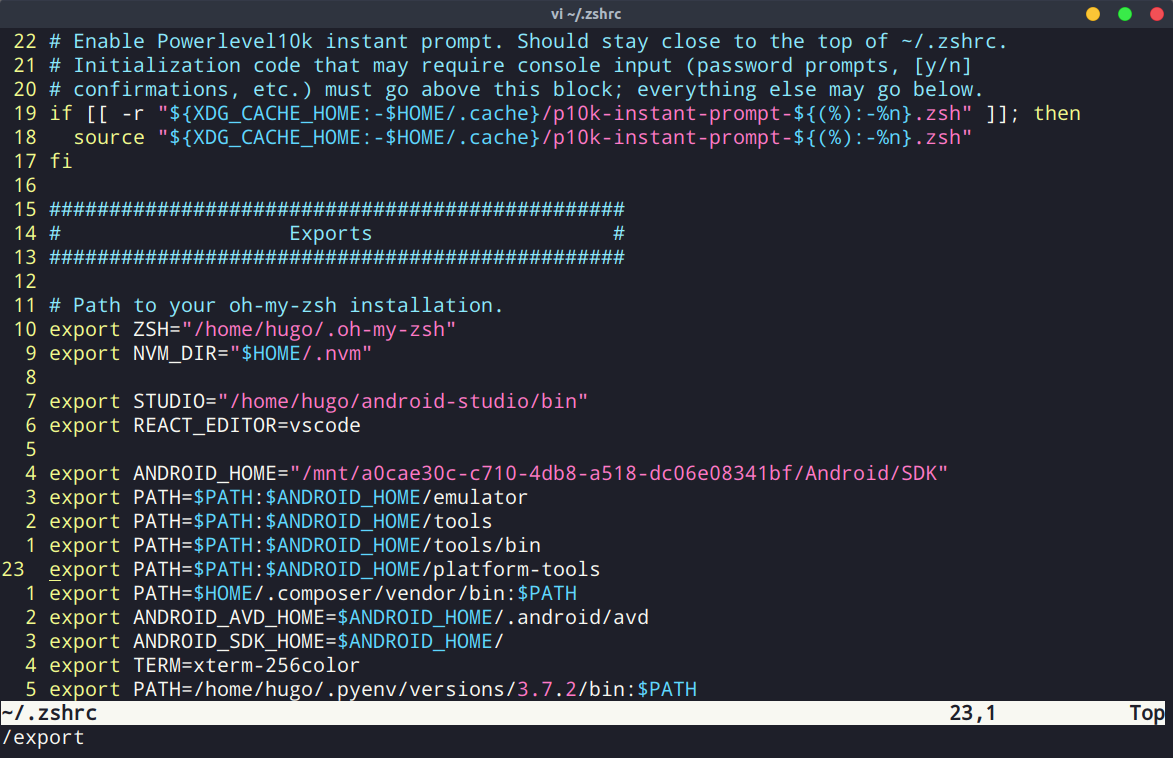 vi ~/.zshrc
22 # Enable Powerlevel10k instant prompt. Should stay close to the top of ~/.zshrc.
21 # Initialization code that may require console input (password prompts, [y/n]
20 # confirmations, etc.) must go above this block; everything else may go below.
19 if [[ -r "${XDG_CACHE_HOME:-$HOME/.cache}/p10k-instant-prompt-${(%):-%n}.zsh" ]]; then
18   source "${XDG_CACHE_HOME:-$HOME/.cache}/p10k-instant-prompt-${(%):-%n}.zsh"
17 fi
16
15 ################################################
14 #                   Exports                    #
13 ################################################
12
11 # Path to your oh-my-zsh installation.
10 export ZSH="/home/hugo/.oh-my-zsh"
 9 export NVM_DIR="$HOME/.nvm"
 8
 7 export STUDIO="/home/hugo/android-studio/bin"
 6 export REACT_EDITOR=vscode
 5
 4 export ANDROID_HOME="/mnt/a0cae30c-c710-4db8-a518-dc06e08341bf/Android/SDK"
 3 export PATH=$PATH:$ANDROID_HOME/emulator
 2 export PATH=$PATH:$ANDROID_HOME/tools
 1 export PATH=$PATH:$ANDROID_HOME/tools/bin
23  export PATH=$PATH:$ANDROID_HOME/platform-tools
 1 export PATH=$HOME/.composer/vendor/bin:$PATH
 2 export ANDROID_AVD_HOME=$ANDROID_HOME/.android/avd
 3 export ANDROID_SDK_HOME=$ANDROID_HOME/
 4 export TERM=xterm-256color
 5 export PATH=/home/hugo/.pyenv/versions/3.7.2/bin:$PATH
~/.zshrc 23,1 Top
/export